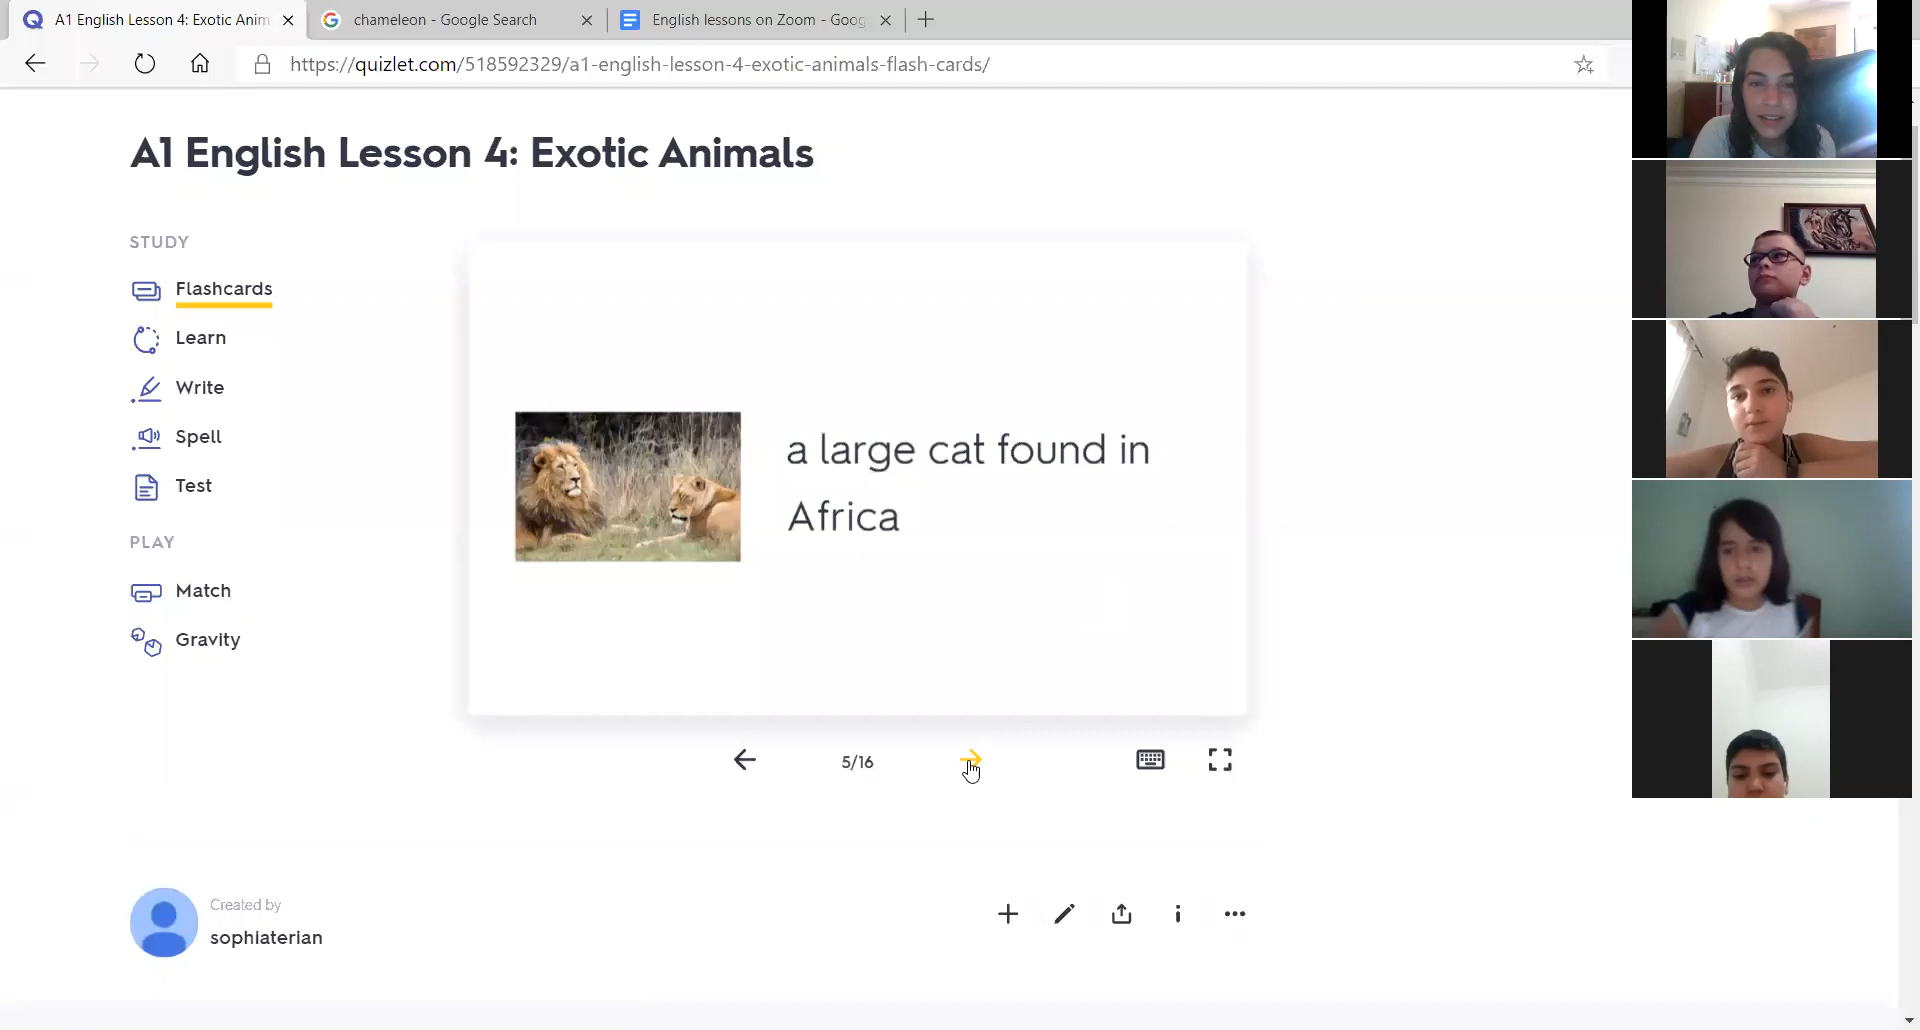 A1 English Lesson 4: Exotic Anim
chameleon - Google Search
English lessons on Zoom - Goog
https://quizlet.com/518592329/a1-english-lesson-4-exotic-animals-flash-cards/
A1 English Lesson 4: Exotic Animals
STUDY
Flashcards
Learn
Write
Spell
Test
PLAY
Match
Gravity
a large cat found in
Africa
5/16
Created by
sophiaterian